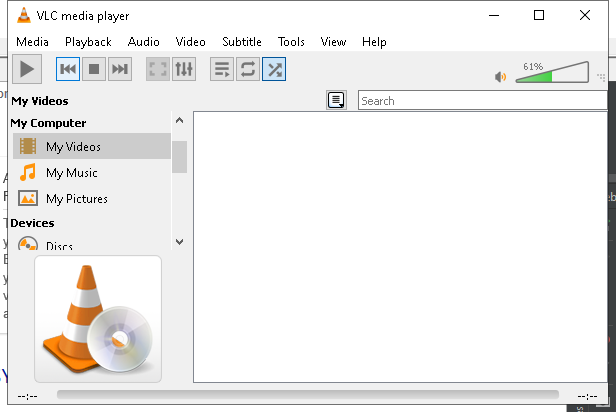 VLC media player
Media Playback Audio Video Subtitle Tools View Help
61%
My Videos
Search
My Computer
My Videos
My Music
My Pictures
Devices
Discs
--:-- --:--